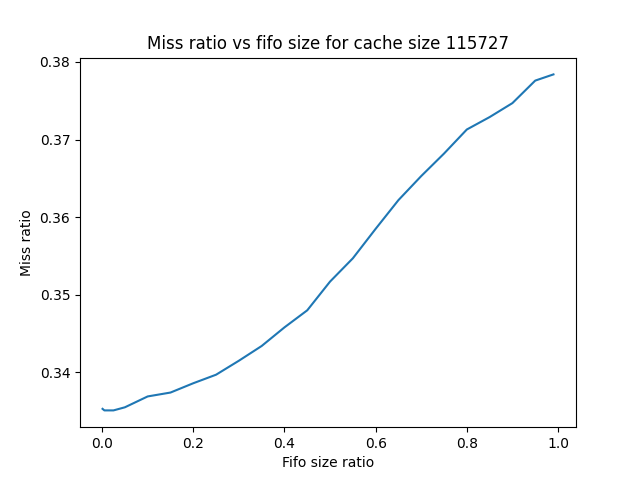 Miss ratio vs fifo size for cache size 115727
0.38
0.37
0.36
0.35
0.34
Miss ratio
0.0 0.2 0.4 0.6 0.8 1.0
Fifo size ratio